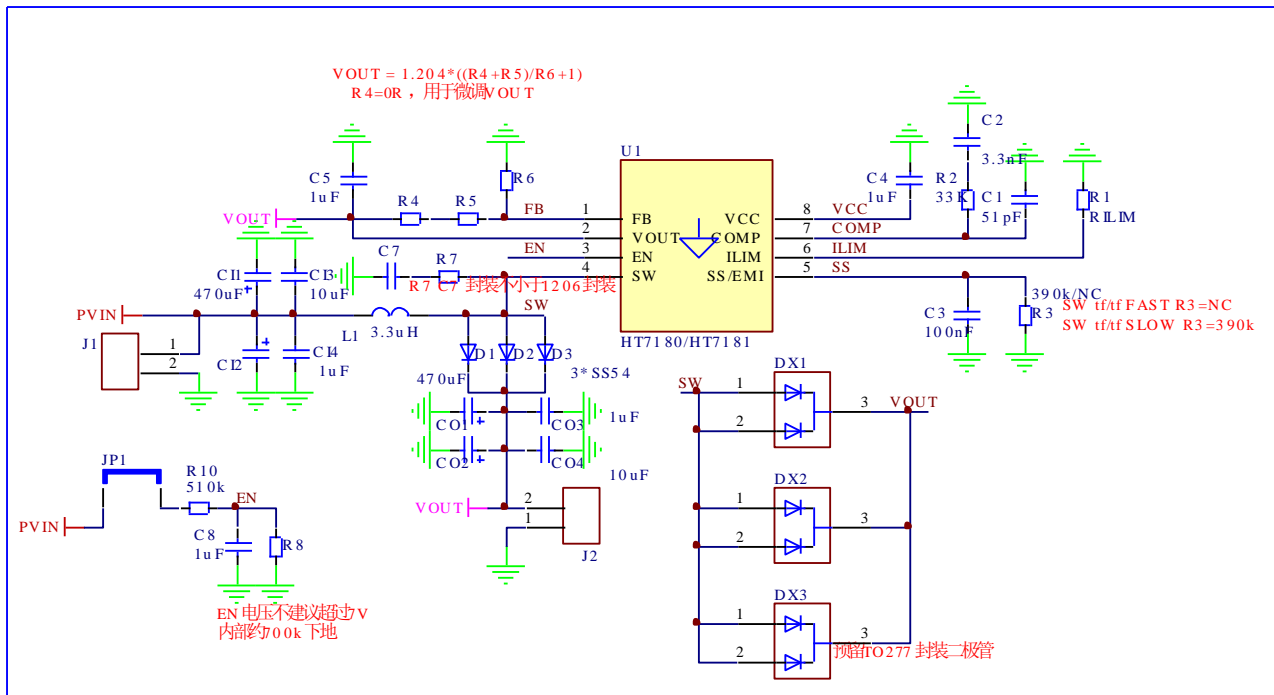 VOUT = 1.204*((R4+R5)/R6+1)
R4=0R ，用于微调VOUT
C2
3.3nF
U1
C5
1uF
R6
C4
1uF
R2
33K
C1
51pF
R1
RILIM
VOUT
R4
R5
FB
1
FB
VCC
8
VCC
2
VOUT
COMP
7
COMP
EN
3
EN
ILIM
6
ILIM
4
SW
SS/EMI
5
SS
C7
R7
R7 C7 封装不小于1206封装
CI1
470uF
CI3
10uF
PVIN
L1
3.3uH
SW
C3
100nF
390k/NC
R3
SW tf/tf FAST R3=NC
SW tf/tf SLOW R3=390k
J1
1
2
CI2
CI4
1uF
D1
D2
D3
HT7180/HT7181
470uF
3*SS54
CO1
CO3
1uF
CO2
CO4
10uF
SW
DX1
1
2
3
VOUT
JP1
R10
510k
EN
PVIN
C8
1uF
R8
VOUT
2
1
J2
DX2
1
2
3
EN 电压不建议超过7V
内部约700k 下地
DX3
1
2
3
预留TO277 封装二极管